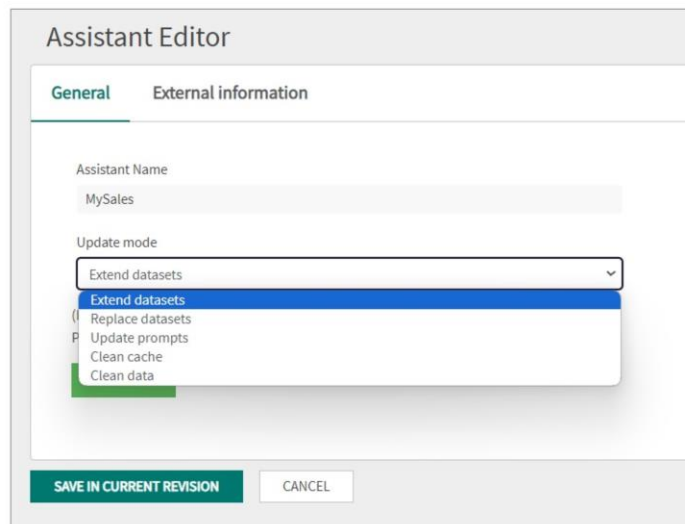 Assistant Editor
General External information
Assistant Name
MySales
Update mode
Extend datasets
Extend datasets
Replace datasets
Update prompts
Clean cache
Clean data
SAVE IN CURRENT REVISION CANCEL